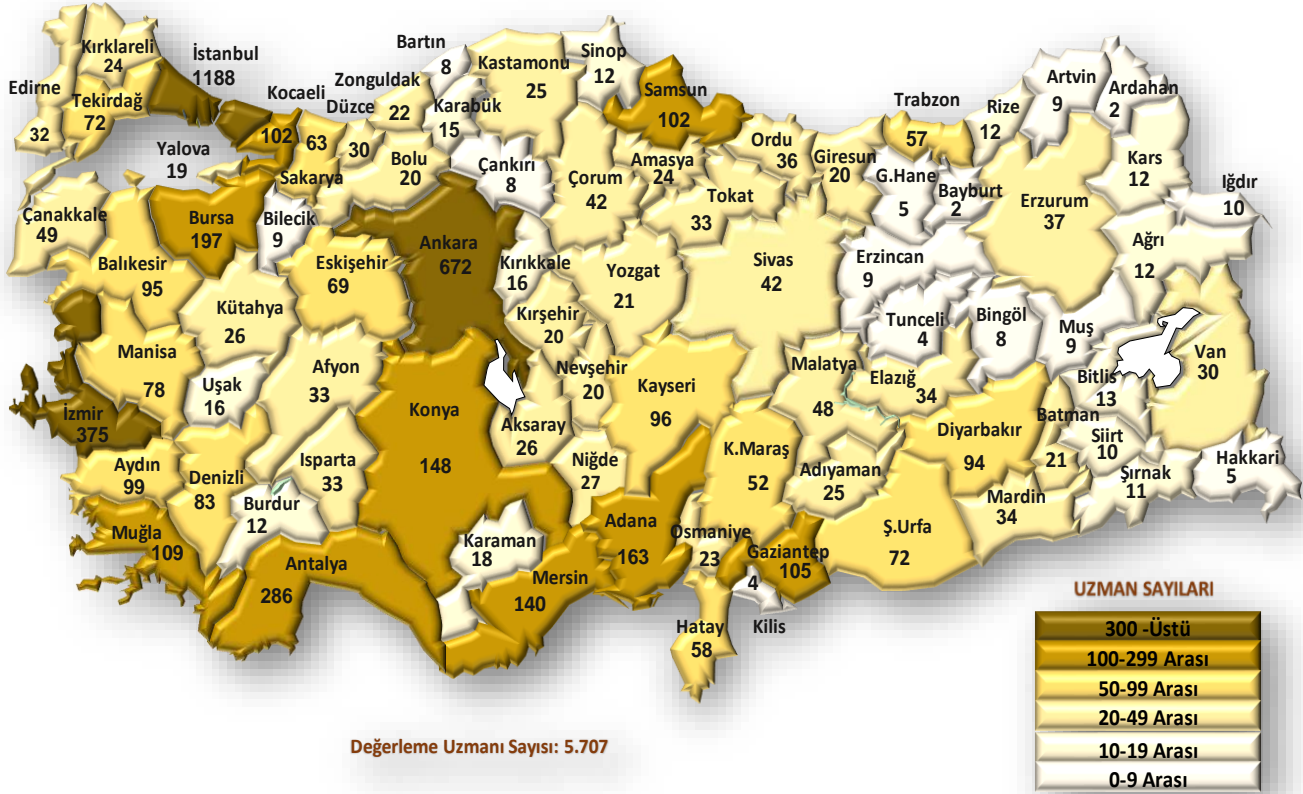 Kırklareli
24
İstanbul
1188
Edirne
32
Tekirdağ
72
Kocaeli
102
Yalova
19
63
Sakarya
Düzce
30
Zonguldak
22
Bartın
8
Karabük
15
Kastamonu
25
Sinop
12
Samsun
102
Bolu
20
Çankırı
8
Çorum
42
Amasya
24
Tokat
33
Ordu
36
Giresun
20
Trabzon
57
G.Hane
5
Bayburt
2
Rize
12
Artvin
9
Ardahan
2
Kars
12
Iğdır
10
Erzurum
37
Ağrı
12
Çanakkale
49
Balıkesir
95
Bursa
197
Bilecik
9
Eskişehir
69
Ankara
672
Kırıkkale
16
Yozgat
21
Sivas
42
Erzincan
9
Tunceli
4
Bingöl
8
Muş
9
Bitlis
13
Van
30
Kütahya
26
Manisa
78
Uşak
16
Afyon
33
Kırşehir
20
Nevşehir
20
Kayseri
96
Malatya
48
Elazığ
34
Diyarbakır
94
Batman
21
Siirt
10
Şırnak
11
Hakkari
5
İzmir
375
Aydın
99
Denizli
83
Isparta
33
Burdur
12
Konya
148
Aksaray
26
Niğde
27
K.Maraş
52
Adıyaman
25
Mardin
34
Ş.Urfa
72
Muğla
109
Antalya
286
Karaman
18
Mersin
140
Adana
163
Osmaniye
23
Gaziantep
105
4
Kilis
Hatay
58
UZMAN SAYILARI
300 -Üstü
100-299 Arası
50-99 Arası
20-49 Arası
10-19 Arası
0-9 Arası
Değerleme Uzmanı Sayısı: 5.707